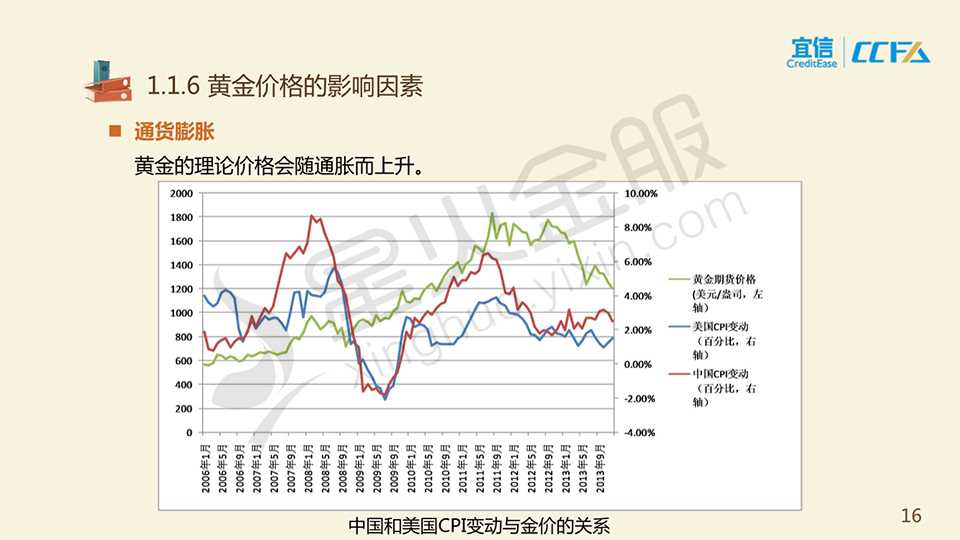 宜信
CreditEase
CCFA
1.1.6 黄金价格的影响因素
通货膨胀
黄金的理论价格会随通胀而上升。
星火金服
xinghuo.yixin.com
2000
1800
1600
1400
1200
1000
800
600
400
200
0
10.00%
8.00%
6.00%
4.00%
2.00%
0.00%
-2.00%
-4.00%
黄金期货价格
(美元/盎司，左
轴）
美国CPI变动
（百分比，右
轴）
中国CPI变动
（百分比，右
轴）
2006年1月
2006年5月
2006年9月
2007年1月
2007年5月
2007年9月
2008年1月
2008年5月
2008年9月
2009年1月
2009年5月
2009年9月
2010年1月
2010年5月
2010年9月
2011年1月
2011年5月
2011年9月
2012年1月
2012年5月
2012年9月
2013年1月
2013年5月
2013年9月
中国和美国CPI变动与金价的关系
16